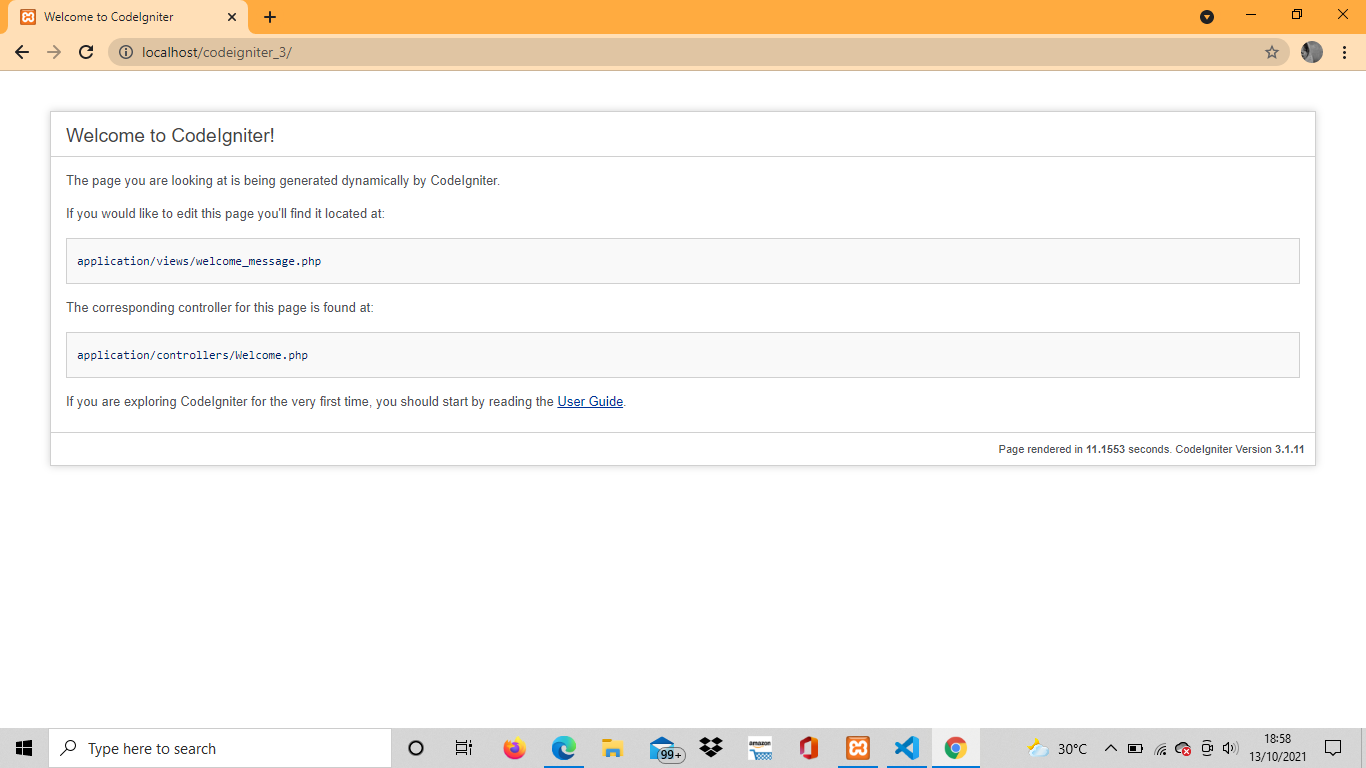 Welcome to CodeIgniter
localhost/codeigniter_3/
Welcome to CodeIgniter!
The page you are looking at is being generated dynamically by CodeIgniter.
If you would like to edit this page you'll find it located at:
application/views/welcome_message.php
The corresponding controller for this page is found at:
application/controllers/Welcome.php
If you are exploring CodeIgniter for the very first time, you should start by reading the User Guide.
Page rendered in 11.1553 seconds. CodeIgniter Version 3.1.11
Type here to search
99+
amazon
30°C
18:58
13/10/2021